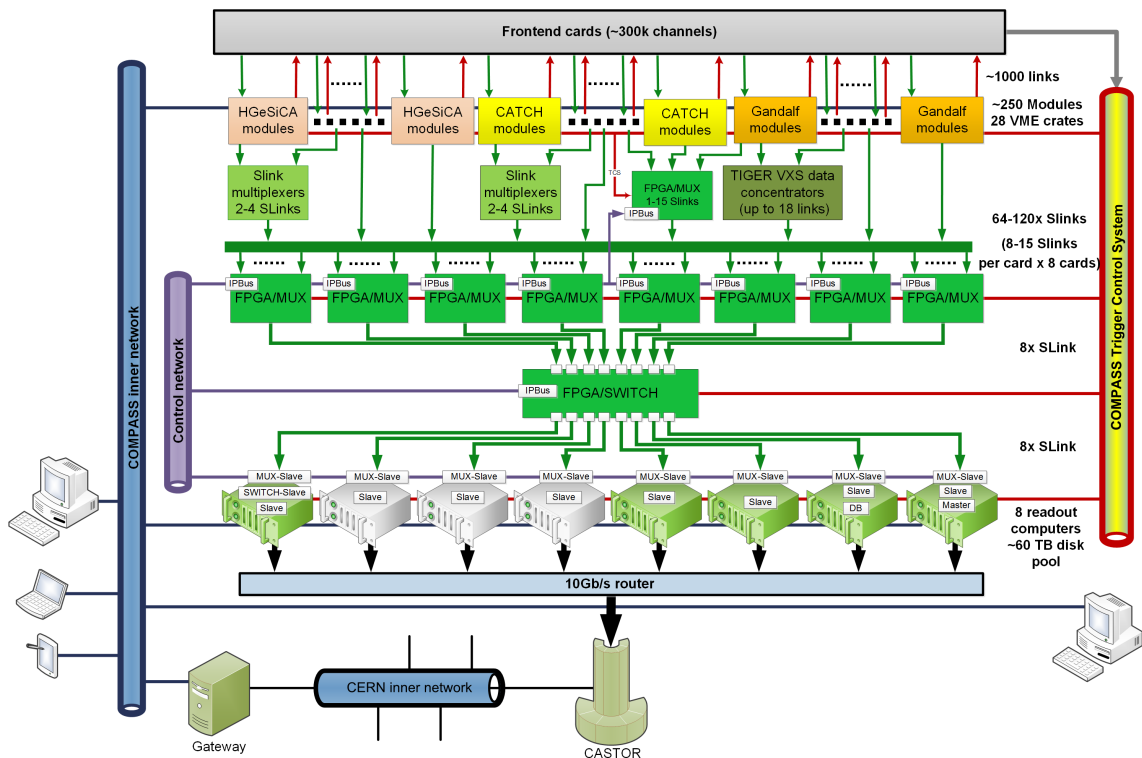 Frontend cards (~300k channels)
~1000 links
HGeSiCA
modules
HGeSiCA
modules
CATCH
modules
CATCH
modules
Gandalf
modules
Gandalf
modules
~250 Modules
28 VME crates
Slink
multiplexers
2-4 SLinks
Slink
multiplexers
2-4 SLinks
TCS
FPGA/MUX
1-15 Slinks
IPBus
TIGER VXS data
concentrators
(up to 18 links)
64-120x Slinks
(8-15 Slinks
per card x 8 cards)
IPBus
FPGA/MUX
IPBus
FPGA/MUX
IPBus
FPGA/MUX
IPBus
FPGA/MUX
IPBus
FPGA/MUX
IPBus
FPGA/MUX
IPBus
FPGA/MUX
IPBus
FPGA/MUX
COMPASS inner network
Control network
COMPASS Trigger Control System
8x SLink
IPBus
FPGA/SWITCH
8x SLink
MUX-Slave
SWITCH-Slave
Slave
MUX-Slave
Slave
MUX-Slave
Slave
MUX-Slave
Slave
MUX-Slave
Slave
MUX-Slave
Slave
MUX-Slave
Slave
DB
MUX-Slave
Slave
Master
8 readout
computers
~60 TB disk
pool
10Gb/s router
CERN inner network
Gateway
CASTOR